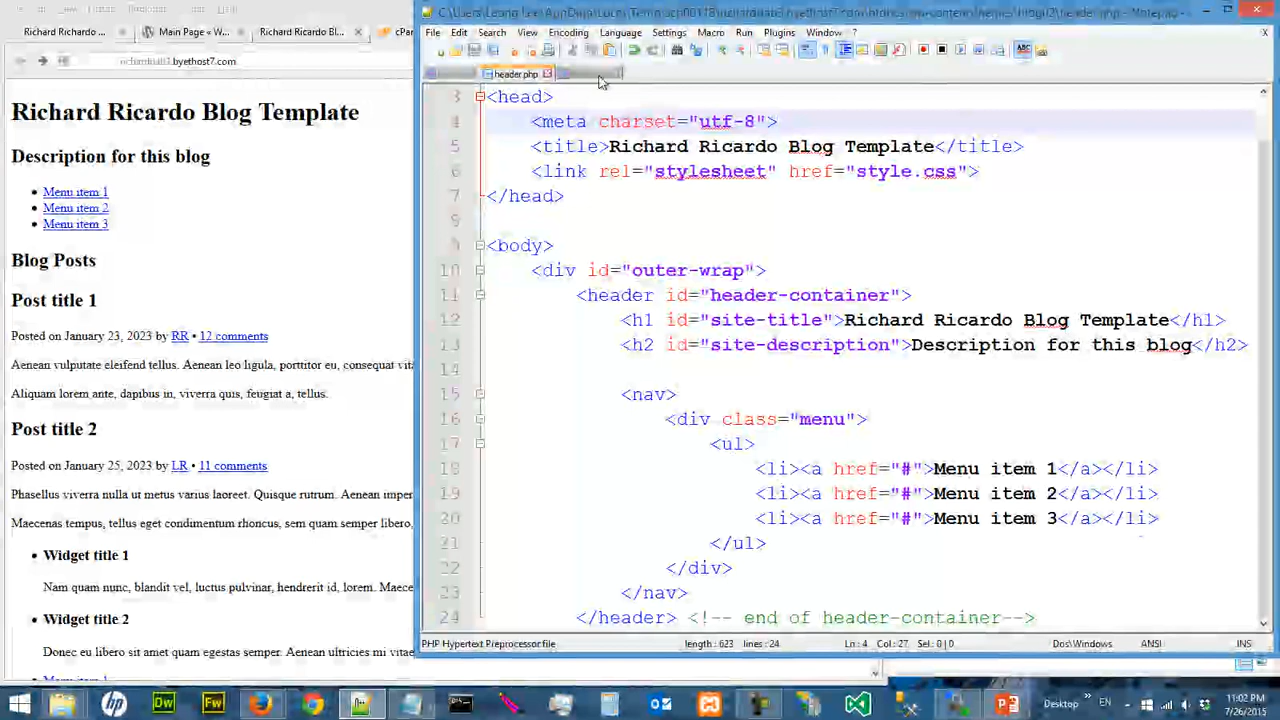 Richard Richardo ...
Main Page « W...
Richard Ricardo Bl...
cPan
.byethost7.com
Richard Ricardo Blog Template
Description for this blog
Menu item 1
Menu item 2
Menu item 3
Blog Posts
Post title 1
Posted on January 23, 2023 by RR • 12 comments
Aenean vulputate eleifend tellus. Aenean leo ligula, porttitor eu, consequat vita
Aliquam lorem ante, dapibus in, viverra quis, feugiat a, tellus.
Post title 2
Posted on January 25, 2023 by LR • 11 comments
Phasellus viverra nulla ut metus varius laoreet. Quisque rutrum. Aenean imper
Maecenas tempus, tellus eget condimentum rhoncus, sem quam semper libero,
Widget title 1
Nam quam nunc, blandit vel, luctus pulvinar, hendrerit id, lorem. Maece
Widget title 2
Donec eu libero sit amet quam egestas semper. Aenean ultricies mi vitae
Menu item 1
File Edit Search View Encoding Language Settings Macro Run Plugins Window ?
X
header.php
3 <head>
4 <meta charset="utf-8">
5 <title>Richard Ricardo Blog Template</title>
6 <link rel="stylesheet" href="style.css">
7 </head>
8
9 <body>
10 <div id="outer-wrap">
11 <header id="header-container">
12 <h1 id="site-title">Richard Ricardo Blog Template</h1>
13 <h2 id="site-description">Description for this blog</h2>
14
15 <nav>
16 <div class="menu">
17 <ul>
18 <li><a href="#">Menu item 1</a></li>
19 <li><a href="#">Menu item 2</a></li>
20 <li><a href="#">Menu item 3</a></li>
21 </ul>
22 </div>
23 </nav>
24 </header> <!-- end of header-container-->
PHP Hypertext Preprocessor file length : 623 lines : 24 Ln : 4 Col : 27 Sel : 0 | 0 Dos\Windows ANSI INS
Desktop EN 11:02 PM
7/26/2015